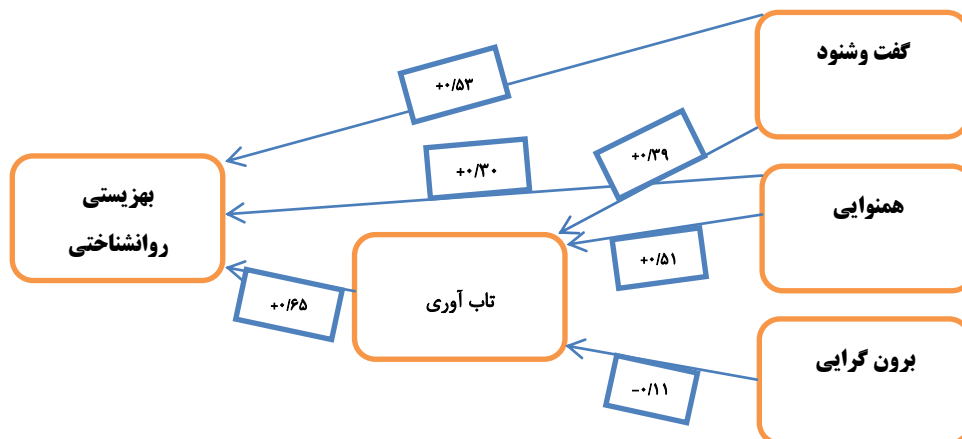 گفت وشنود
+۰/۵۳
+۰/۳۹
+۰/۳۰
همنوایی
بهزیستی
روانشناختی
+۰/۵۱
تاب آوری
+۰/۶۵
برون گرایی
-۰/۱۱